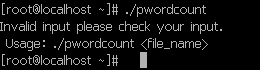 [root@localhost ~]# ./pwordcount
Invalid input please check your input.
 Usage: ./pwordcount <file_name>
[root@localhost ~]#